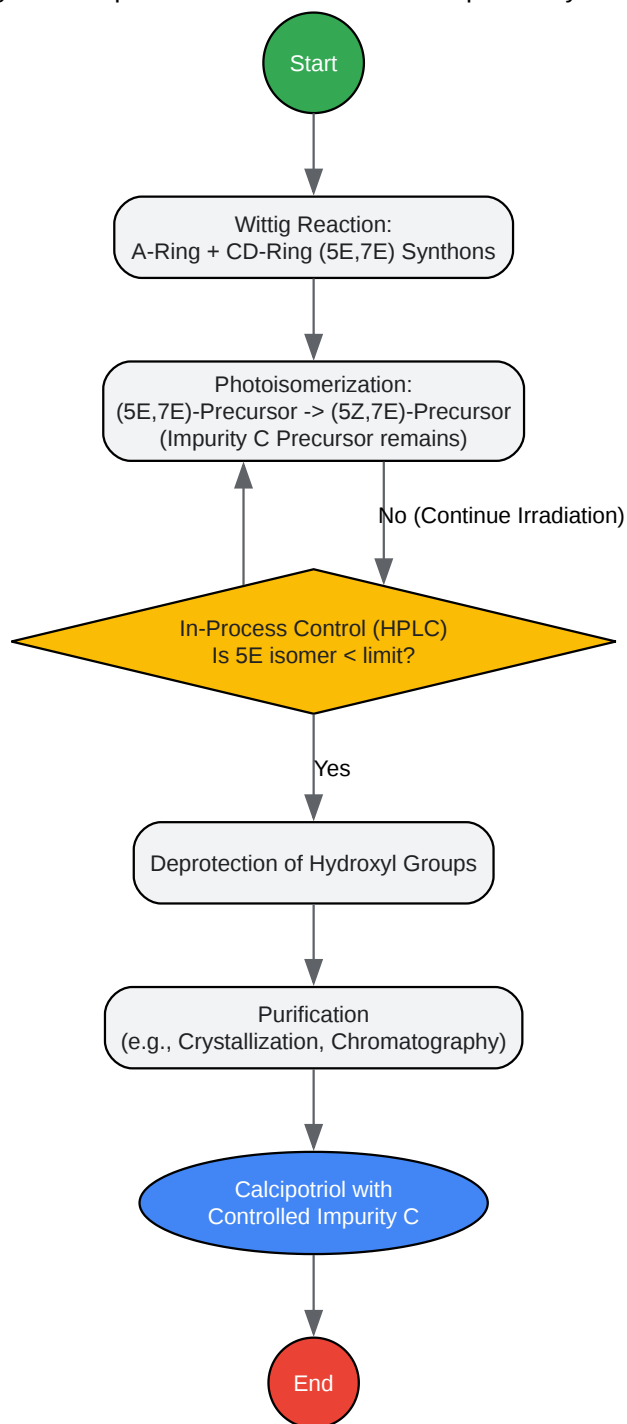 Start
Wittig Reaction:
A-Ring + CD-Ring (5E,7E) Synthons
Photoisomerization:
(5E,7E)-Precursor -> (5Z,7E)-Precursor
(Impurity C Precursor remains)
No (Continue Irradiation)
In-Process Control (HPLC)
Is 5E isomer < limit?
Yes
Deprotection of Hydroxyl Groups
Purification
(e.g., Crystallization, Chromatography)
Calcipotriol with
Controlled Impurity C
End